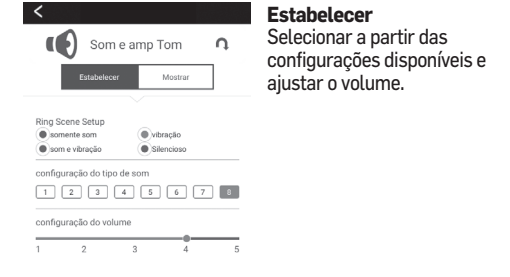 Som e amp Tom
Estabelecer
Mostrar
Ring Scene Setup
somente som
vibração
som e vibração
Silencioso
configuração do tipo de som
1 2 3 4 5 6 7 8
configuração do volume
1 2 3 4 5
Estabelecer
Selecionar a partir das
configurações disponíveis e
ajustar o volume.